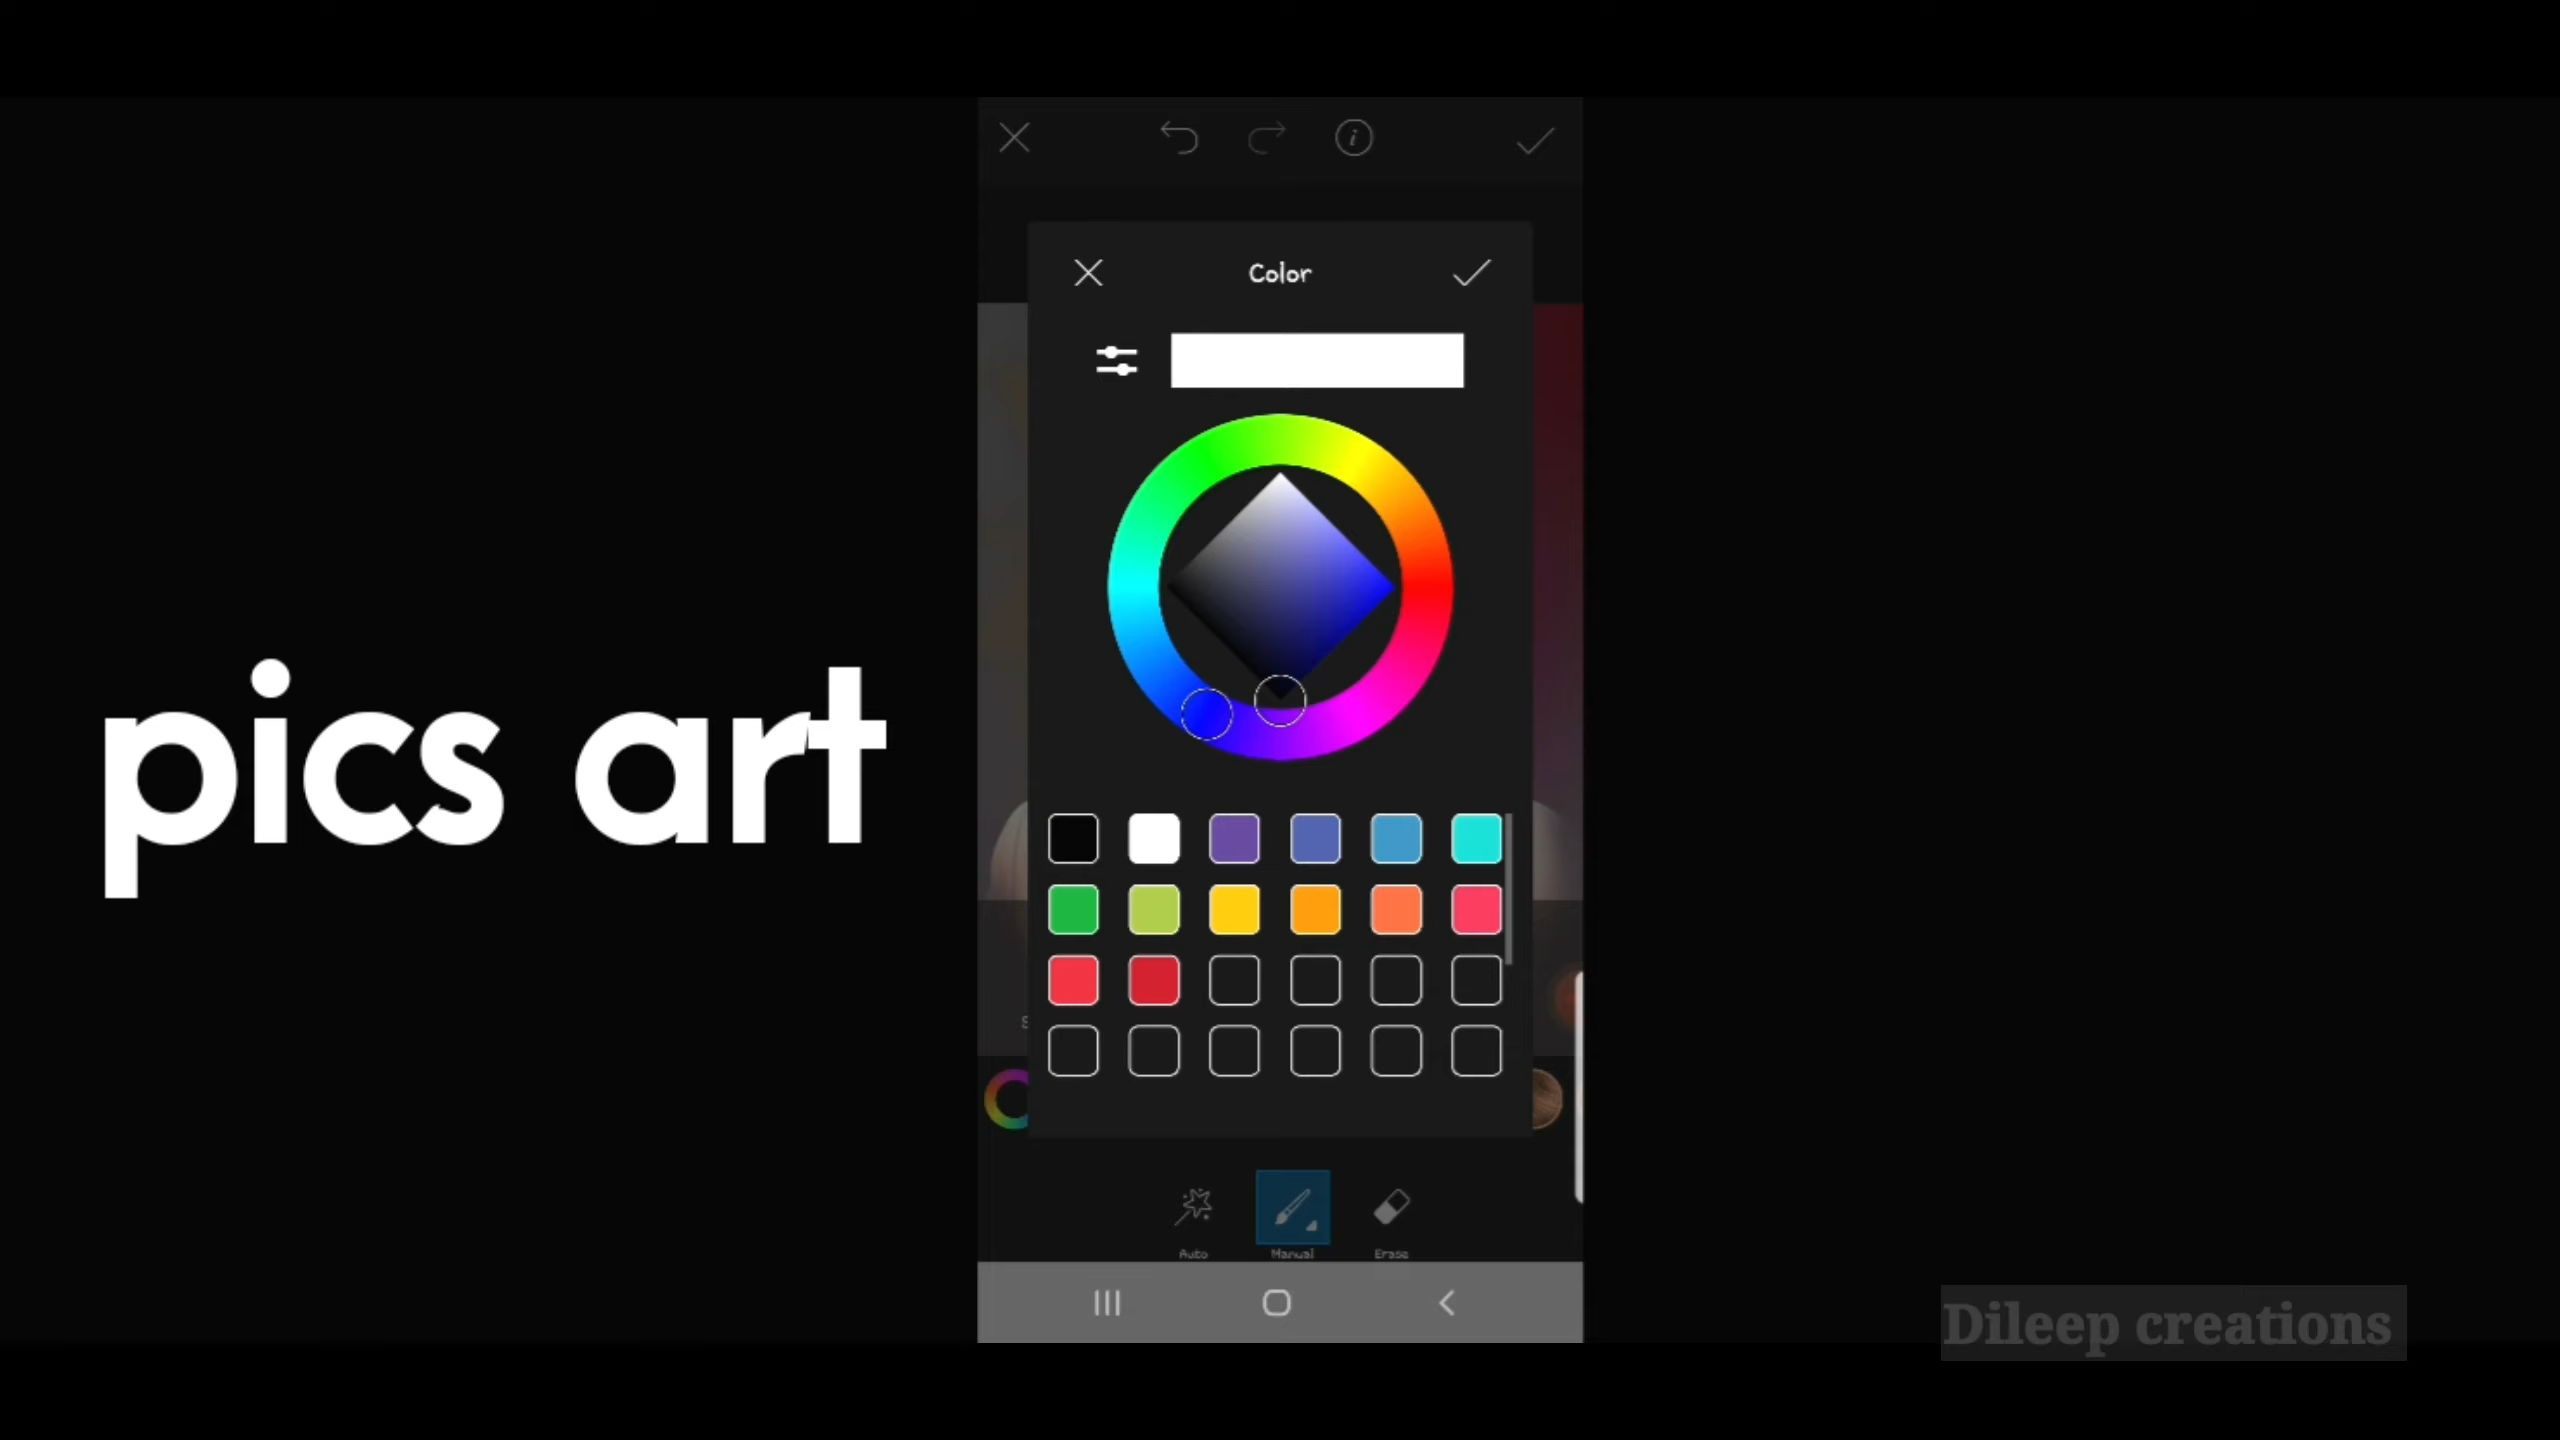 Color
pics art
Auto
Manual
Erase
Dileep creations